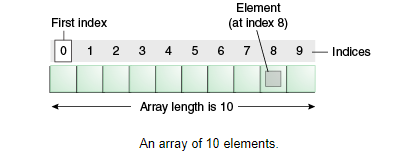 Element
First index (at index 8)
0 1 2 3 4 5 6 7 8 9 Indices
Array length is 10
An array of 10 elements.